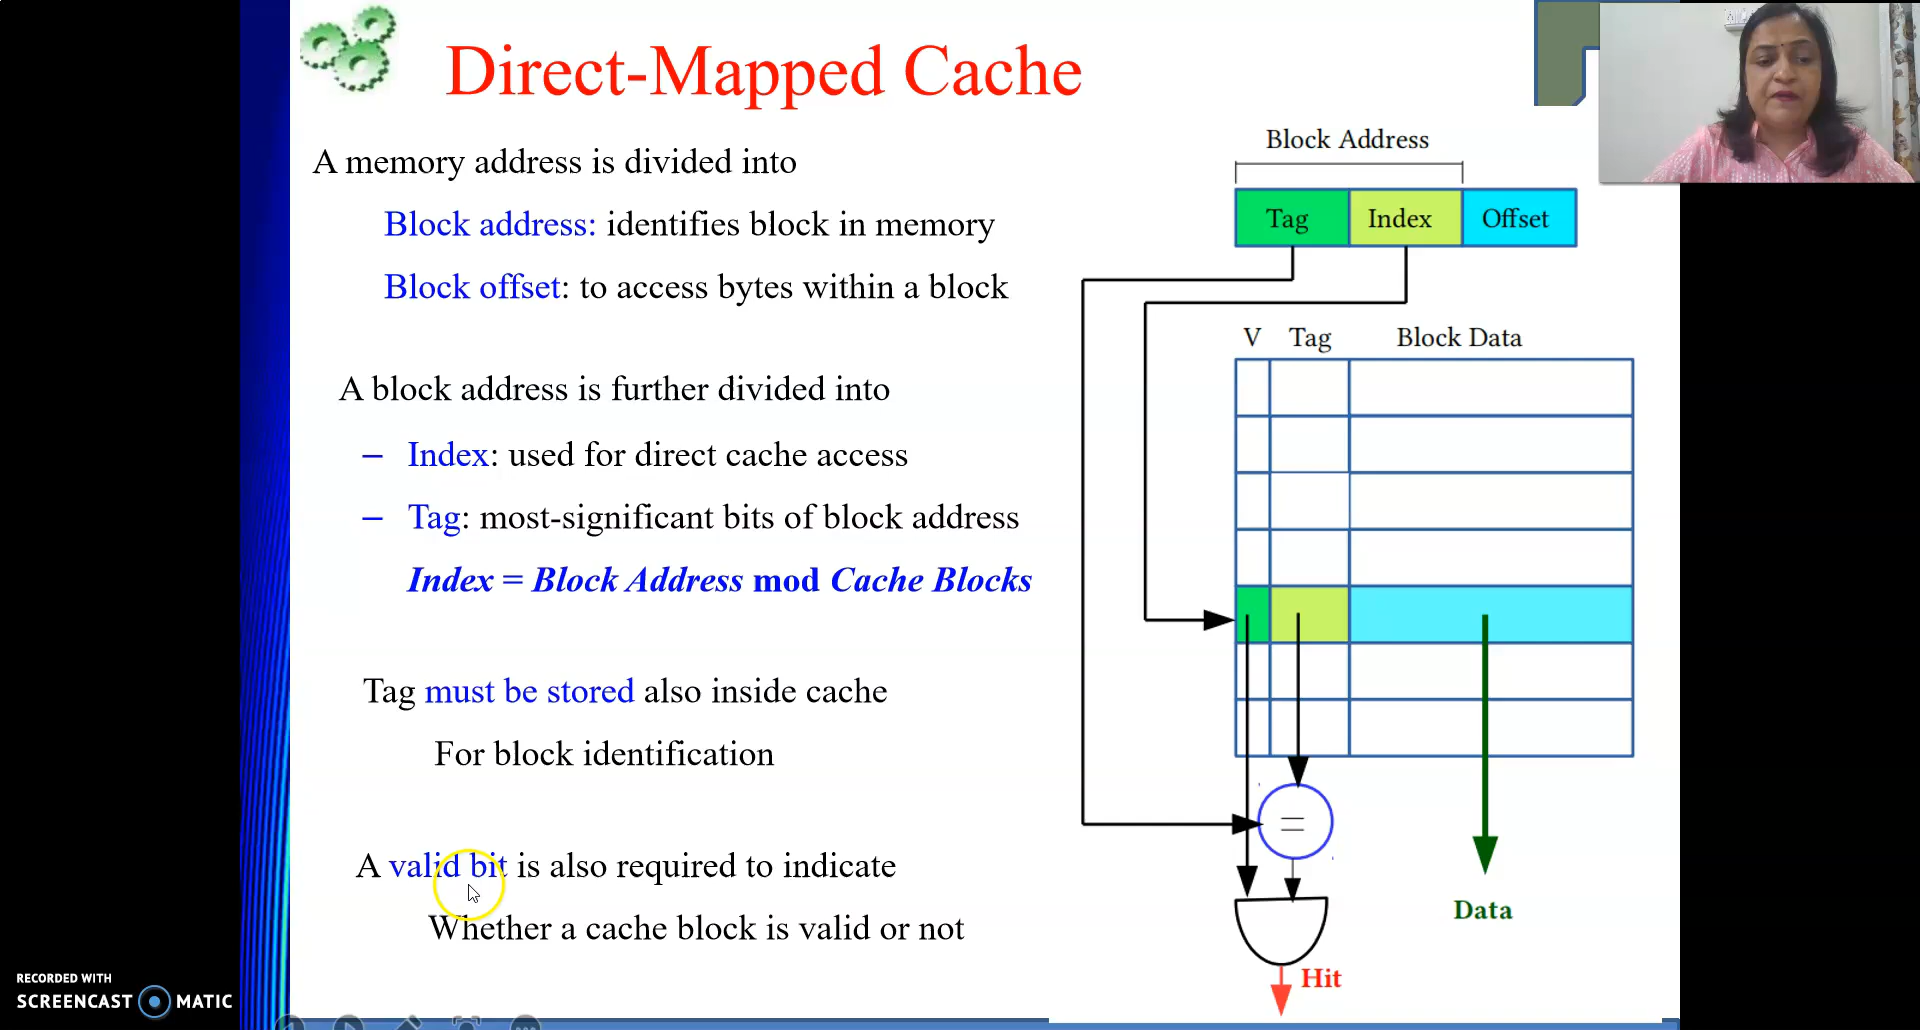 Direct-Mapped Cache
A memory address is divided into
Block address: identifies block in memory
Block offset: to access bytes within a block
A block address is further divided into
– Index: used for direct cache access
– Tag: most-significant bits of block address
Index = Block Address mod Cache Blocks
Tag must be stored also inside cache
For block identification
A valid bit is also required to indicate
Whether a cache block is valid or not
Block Address
Tag Index Offset
V Tag Block Data
=
Data
Hit
RECORDED WITH
SCREENCAST MATIC